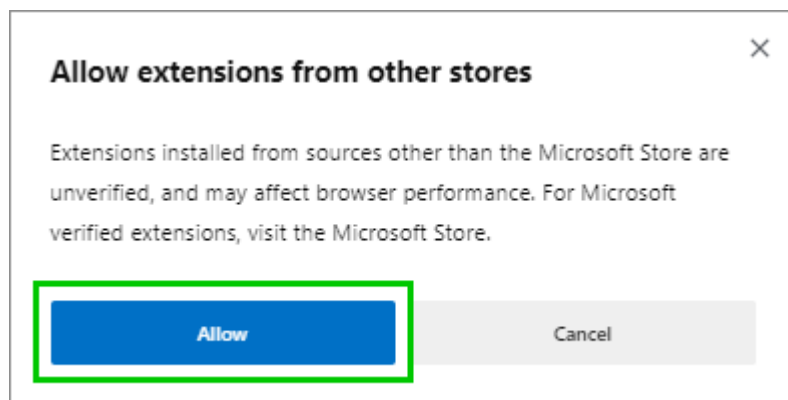 Allow extensions from other stores
Extensions installed from sources other than the Microsoft Store are
unverified, and may affect browser performance. For Microsoft
verified extensions, visit the Microsoft Store.
Allow
Cancel